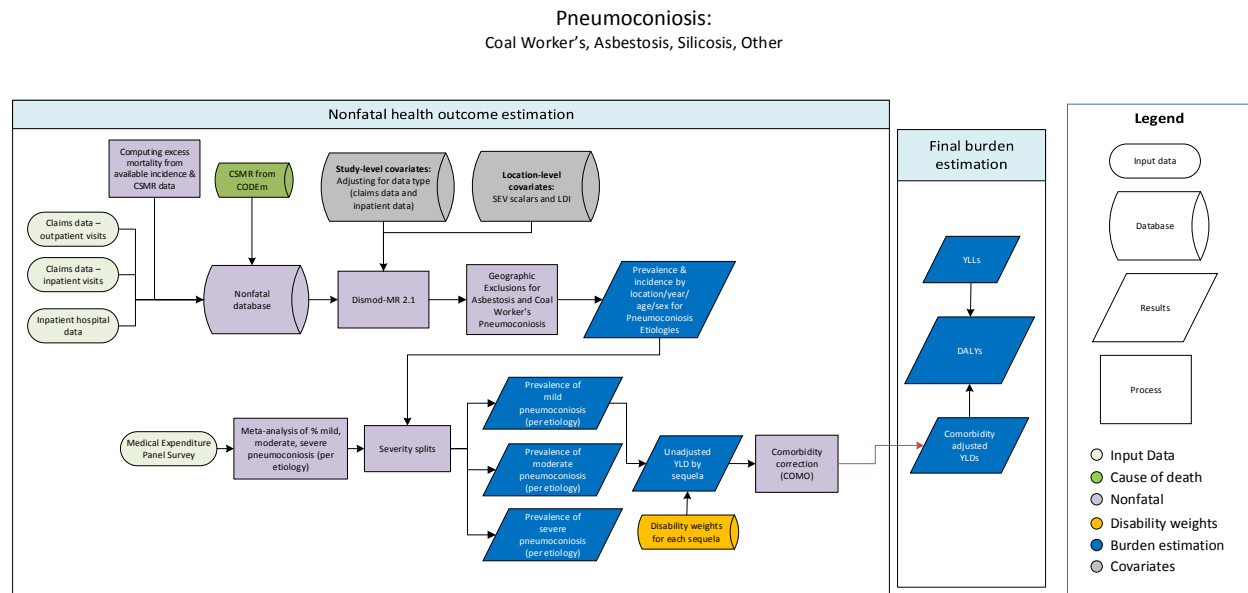 Pneumoconiosis:
Coal Worker's, Asbestosis, Silicosis, Other
Nonfatal health outcome estimation
Computing excess
mortality from
available incidence &
CSMR data
CSMR from
CODEm
Study-level covariates:
Adjusting for data type
(claims data and
inpatient data)
Location-level
covariates:
SEV scalars and LDI
Claims data –
outpatient visits
Claims data –
inpatient visits
Inpatient hospital
data
Nonfatal
database
Dismod-MR 2.1
Geographic
Exclusions for
Asbestosis and Coal
Worker's
Pneumoconiosis
Prevalence &
incidence by
location/year/
age/sex for
Pneumoconiosis
Etiologies
Medical Expenditure
Panel Survey
Meta-analysis of % mild,
moderate, severe
pneumoconiosis (per
etiology)
Severity splits
Prevalence of
mild
pneumoconiosis
(per etiology)
Prevalence of
moderate
pneumoconiosis
(per etiology)
Prevalence of
severe
pneumoconiosis
(per etiology)
Unadjusted
YLD by
sequela
Disability weights
for each sequela
Comorbidity
correction
(COMO)
Final burden
estimation
YLLs
DALYs
Comorbidity
adjusted
YLDs
Legend
Input data
Database
Results
Process
Input Data
Cause of death
Nonfatal
Disability weights
Burden estimation
Covariates